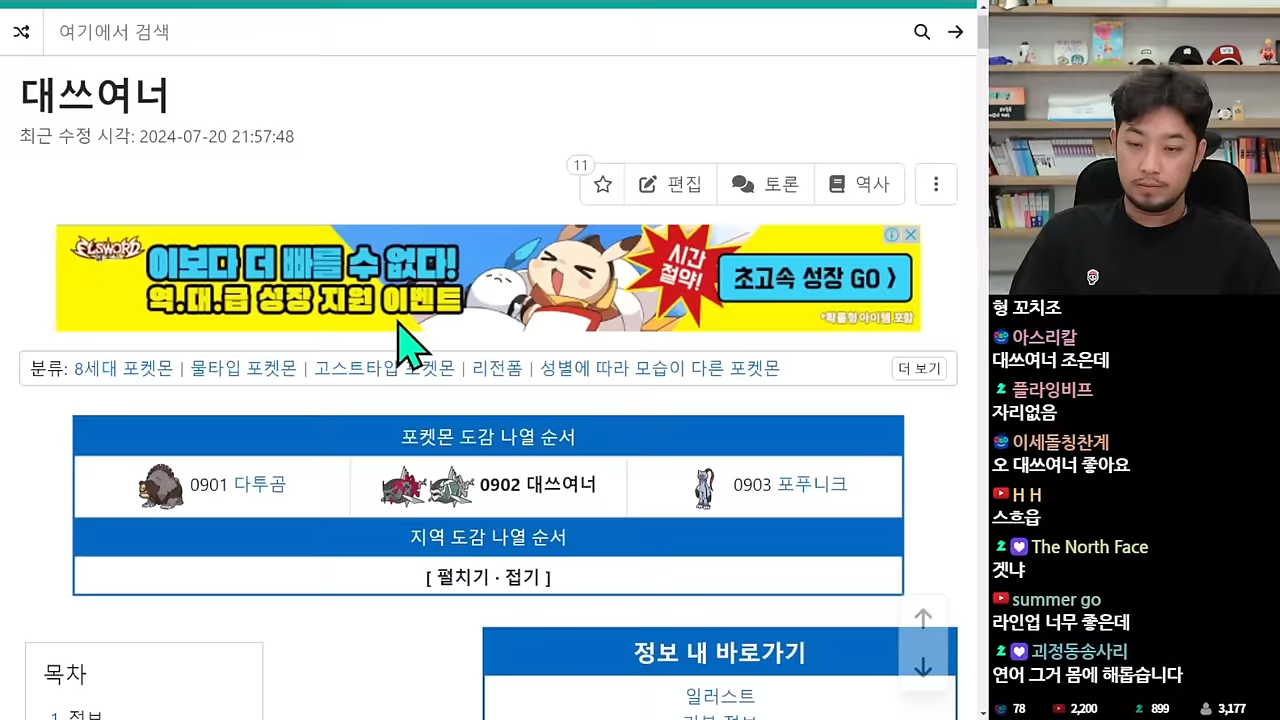 여기에서 검색
대쓰여너
최근 수정 시각: 2024-07-20 21:57:48
11
편집
토론
역사
ELSWORD
이보다 더 빠를 수 없다!
역.대.급 성장 지원 이벤트
시간
절약!
초고속 성장 GO >
*확률형 아이템 포함
분류: 8세대 포켓몬 | 물타입 포켓몬 | 고스트타입 포켓몬 | 리전폼 | 성별에 따라 모습이 다른 포켓몬
더 보기
포켓몬 도감 나열 순서
0901 다투곰
0902 대쓰여너
0903 포푸니크
지역 도감 나열 순서
[ 펼치기 · 접기 ]
목차
1. 정보
정보 내 바로가기
일러스트
형 꼬치조
아스리칼
대쓰여너 조은데
플라잉비프
자리없음
이세돌칭찬계
오 대쓰여너 좋아요
H H
스흐읍
The North Face
겟냐
summer go
라인업 너무 좋은데
괴정동송사리
연어 그거 몸에 해롭습니다
78
2,200
899
3,177